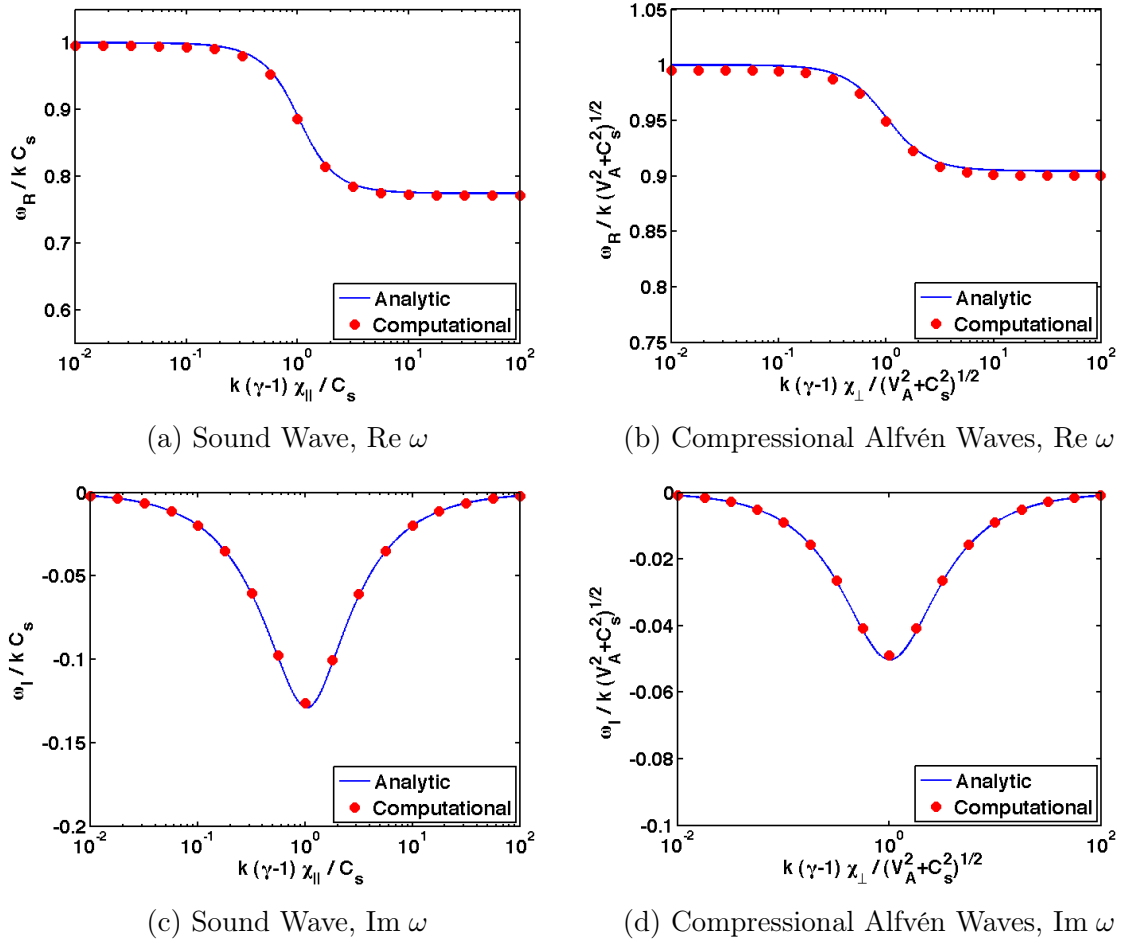 1
0.9
0.8
0.7
0.6
ω_R / k C_s
10^-2 10^-1 10^0 10^1 10^2
k (γ-1) χ_|| / C_s
Analytic
Computational
(a) Sound Wave, Re ω
1.05
1
0.95
0.9
0.85
0.8
0.75
ω_R / k (V_A^2+C_s^2)^1/2
10^-2 10^-1 10^0 10^1 10^2
k (γ-1) χ_⊥ / (V_A^2+C_s^2)^1/2
Analytic
Computational
(b) Compressional Alfvén Waves, Re ω
0
-0.05
-0.1
-0.15
-0.2
ω_I / k C_s
10^-2 10^-1 10^0 10^1 10^2
k (γ-1) χ_|| / C_s
Analytic
Computational
(c) Sound Wave, Im ω
0
-0.02
-0.04
-0.06
-0.08
-0.1
ω_I / k (V_A^2+C_s^2)^1/2
10^-2 10^0 10^2
k (γ-1) χ_⊥ / (V_A^2+C_s^2)^1/2
Analytic
Computational
(d) Compressional Alfvén Waves, Im ω